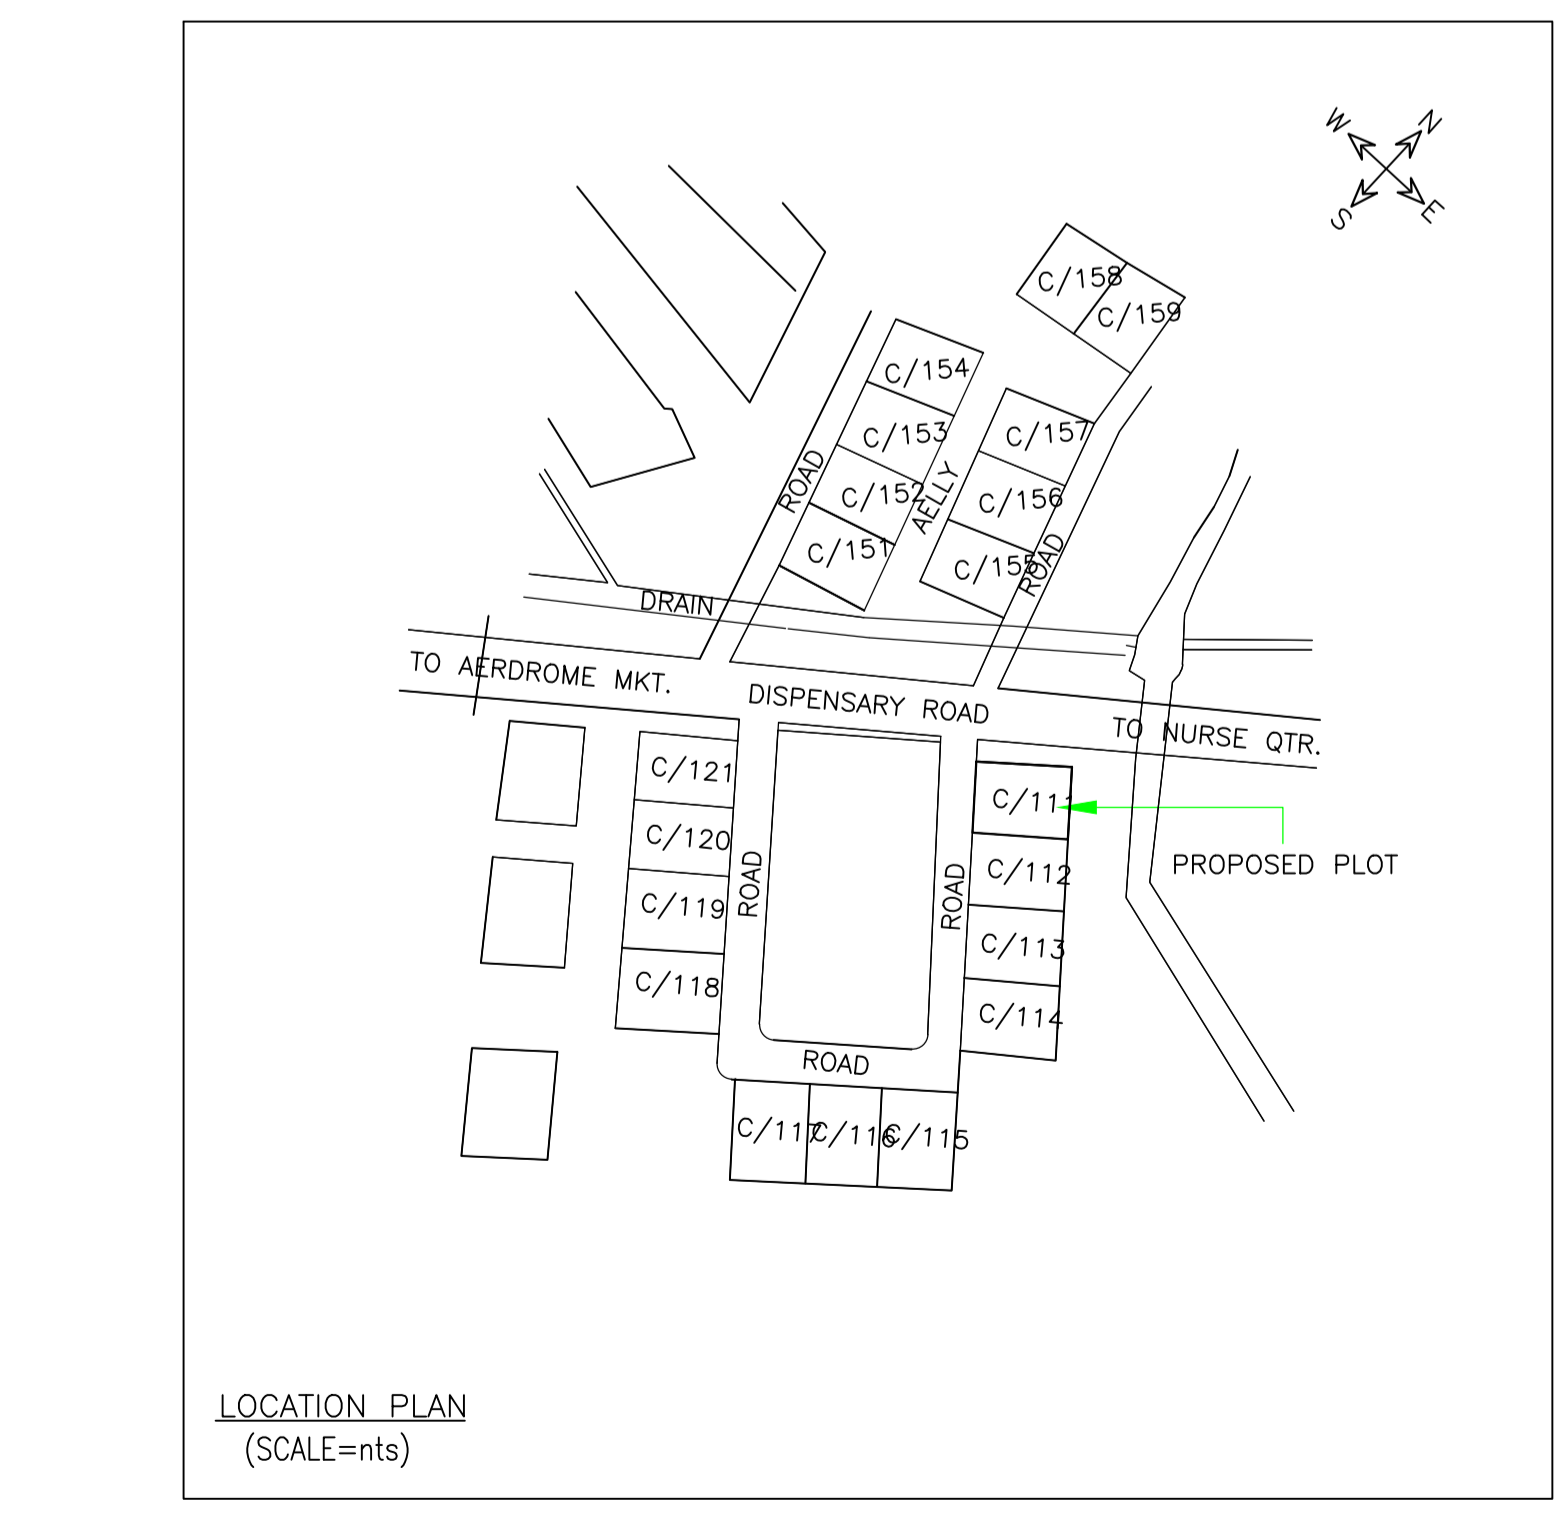 W
N
S
E
C/158
C/159
C/154
C/153
C/152
C/151
ROAD
AELLY
C/157
C/156
C/155
ROAD
DRAIN
TO AERDROME MKT.
DISPENSARY ROAD
TO NURSE QTR.
C/121
C/120
C/119
C/118
ROAD
ROAD
C/111
C/112
C/113
C/114
PROPOSED PLOT
ROAD
C/117
C/116
C/115
LOCATION PLAN
(SCALE=nts)